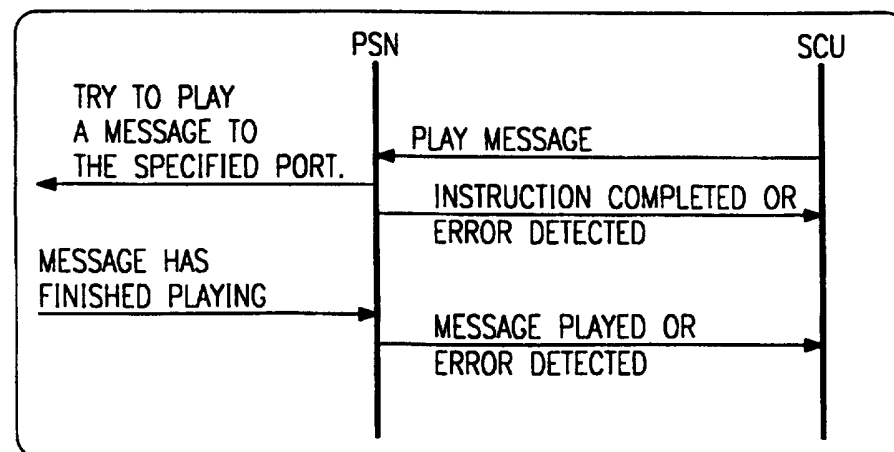 PSN
SCU
TRY TO PLAY
A MESSAGE TO
THE SPECIFIED PORT.
PLAY MESSAGE
INSTRUCTION COMPLETED OR
ERROR DETECTED
MESSAGE HAS
FINISHED PLAYING
MESSAGE PLAYED OR
ERROR DETECTED